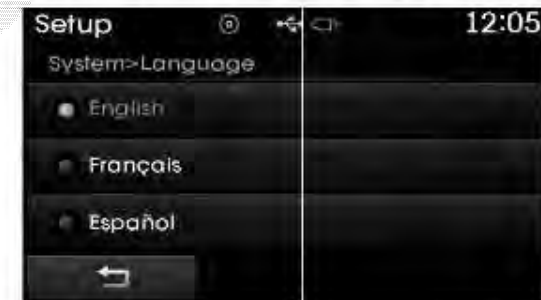 Setup 12:05
System>Language
English
Français
Español